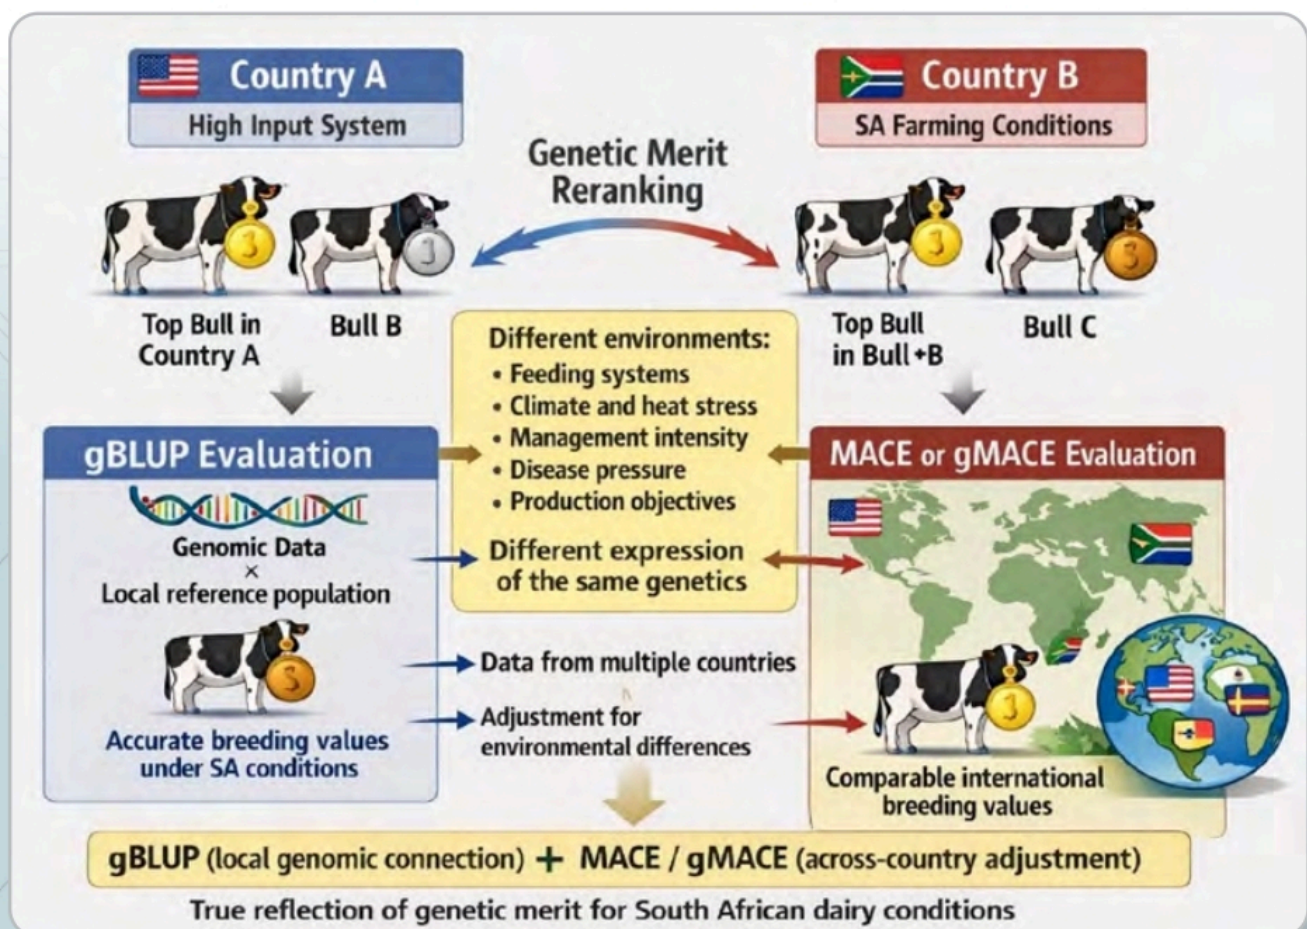 Country A
High Input System
Country B
SA Farming Conditions
Genetic Merit
Reranking
3
J
3
3
Top Bull in
Country A
Bull B
Top Bull
in Bull +B
Bull C
Different environments:
• Feeding systems
• Climate and heat stress
• Management intensity
• Disease pressure
• Production objectives
Different expression
of the same genetics
gBLUP Evaluation
Genomic Data
×
Local reference population
Accurate breeding values
under SA conditions
MACE or gMACE Evaluation
Data from multiple countries
Adjustment for
environmental differences
Comparable international
breeding values
gBLUP (local genomic connection) + MACE / gMACE (across-country adjustment)
True reflection of genetic merit for South African dairy conditions